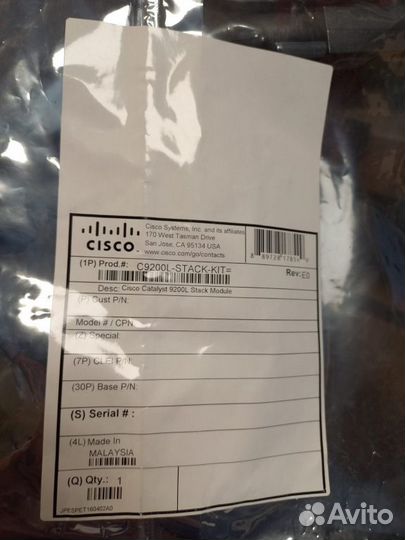 CISCO
Cisco Systems, Inc. and its affiliates
170 West Tasman Drive
San Jose, CA 95134 USA
www.cisco.com/go/contacts
(1P) Prod.#: C9200L-STACK-KIT=
Rev: E0
Desc: Cisco Catalyst 9200L Stack Module
(P) Cust P/N:
Model # / CPN:
(Z) Special:
(7P) CLEI P/N:
(30P) Base P/N:
(S) Serial # :
(4L) Made In
MALAYSIA
(Q) Qty.: 1
JPESPET160402A0
Avito